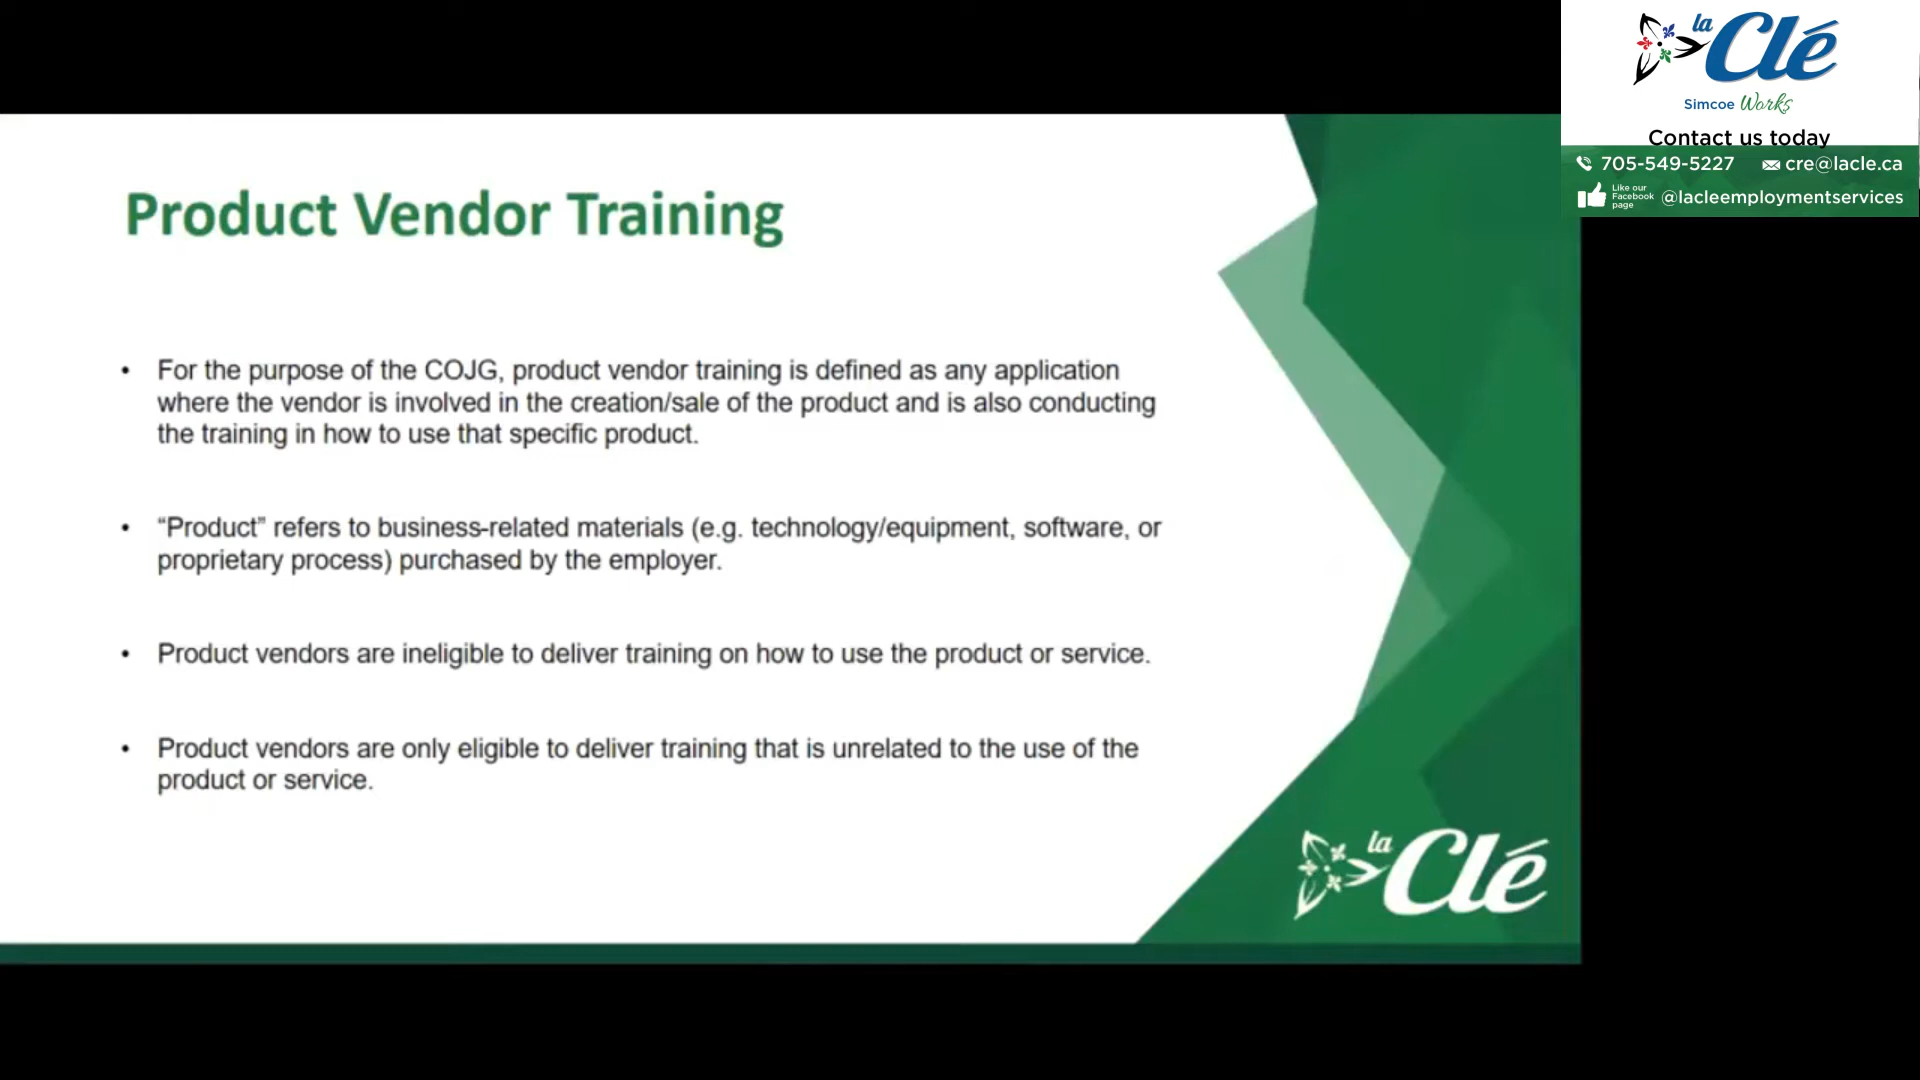 la Clé
Simcoe Works
Contact us today
705-549-5227 cre@lacle.ca
Like our
Facebook
page
@lacleemploymentservices
Product Vendor Training
• For the purpose of the COJG, product vendor training is defined as any application
where the vendor is involved in the creation/sale of the product and is also conducting
the training in how to use that specific product.
• “Product” refers to business-related materials (e.g. technology/equipment, software, or
proprietary process) purchased by the employer.
• Product vendors are ineligible to deliver training on how to use the product or service.
• Product vendors are only eligible to deliver training that is unrelated to the use of the
product or service.
la Clé